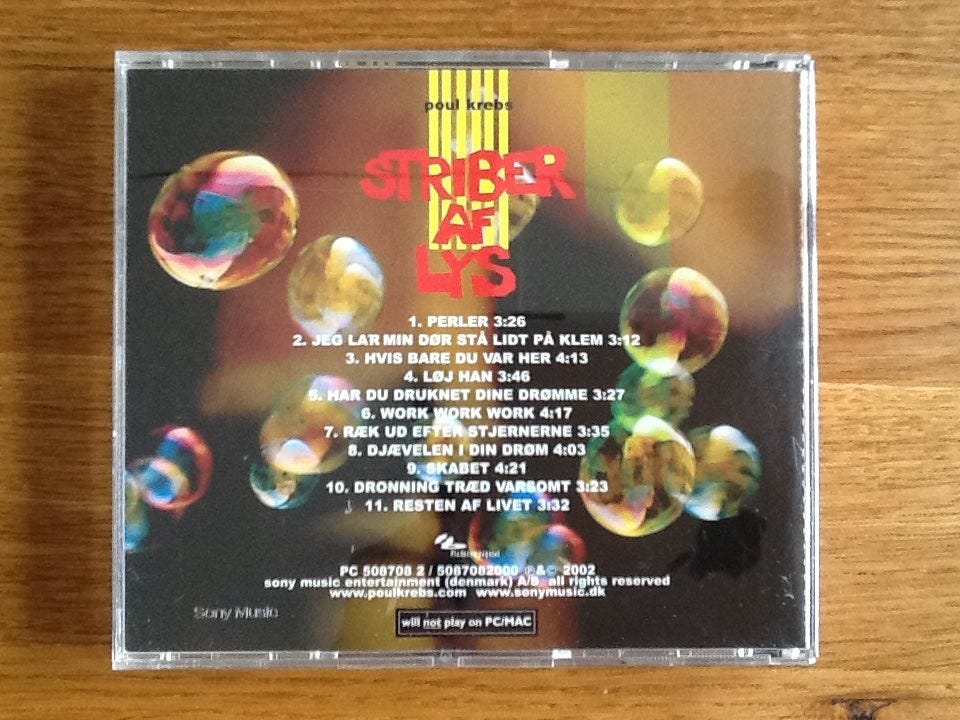 poul krebs
STRIBER
AF
LYS
1. PERLER 3:26
2. JEG LA'R MIN DØR STÅ LIDT PÅ KLEM 3:12
3. HVIS BARE DU VAR HER 4:13
4. LØJ HAN 3:46
5. HAR DU DRUKNET DINE DRØMME 3:27
6. WORK WORK WORK 4:17
7. RÆK UD EFTER STJERNERNE 3:35
8. DJÆVELEN I DIN DRØM 4:03
9. SKABET 4:21
10. DRONNING TRÆD VARSOMT 3:23
11. RESTEN AF LIVET 3:32
PC 508708 2 / 5087082000 ℗&© 2002
sony music entertainment (denmark) A/S, all rights reserved
www.poulkrebs.com www.sonymusic.dk
Sony Music
will not play on PC/MAC